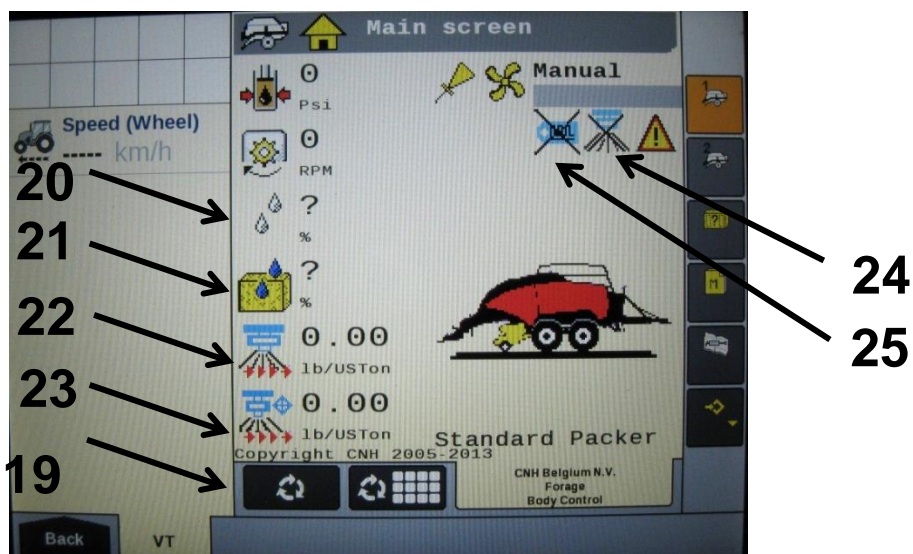 Main screen
0
Psi
Manual
Speed (Wheel)
----- km/h
0
RPM
20
?
%
21
?
%
24
22
0.00
lb/USTon
25
23
0.00
lb/USTon
Standard Packer
Copyright CNH 2005-2013
19
CNH Belgium N.V.
Forage
Body Control
Back
VT
1
2
?
M